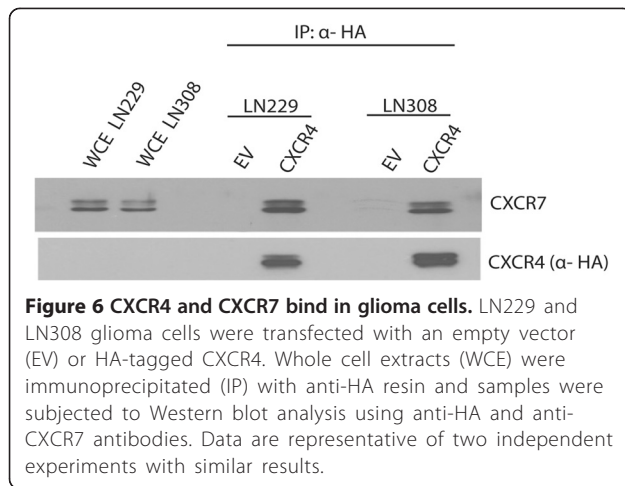 IP: α- HA
WCE LN229
WCE LN308
LN229
LN308
EV
CXCR4
EV
CXCR4
CXCR7
CXCR4 (α- HA)
Figure 6 CXCR4 and CXCR7 bind in glioma cells. LN229 and
LN308 glioma cells were transfected with an empty vector
(EV) or HA-tagged CXCR4. Whole cell extracts (WCE) were
immunoprecipitated (IP) with anti-HA resin and samples were
subjected to Western blot analysis using anti-HA and anti-
CXCR7 antibodies. Data are representative of two independent
experiments with similar results.